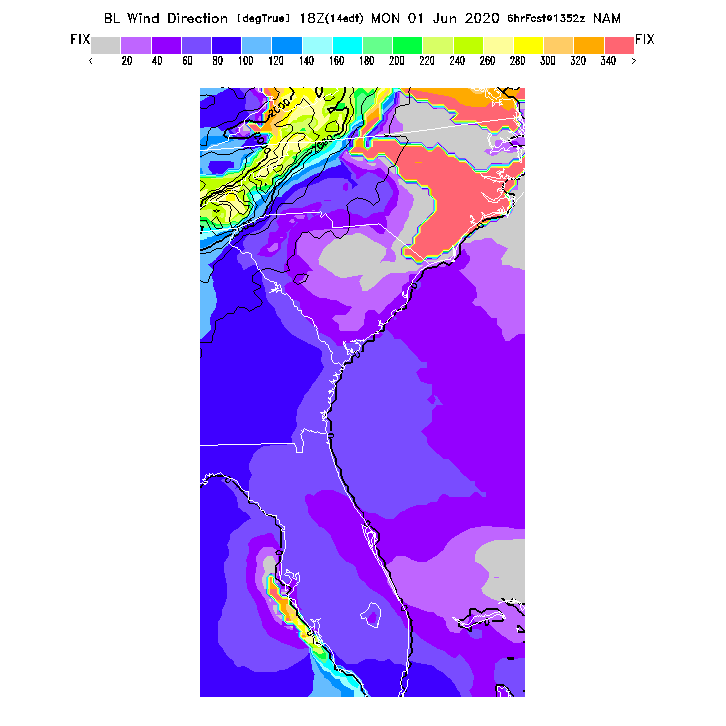 BL Wind Direction [degTrue] 18Z(14edt) MON 01 Jun 2020 6hrFcst@1352z NAM
FIX FIX
< 20 40 60 80 100 120 140 160 180 200 220 240 260 280 300 320 340 >
2000